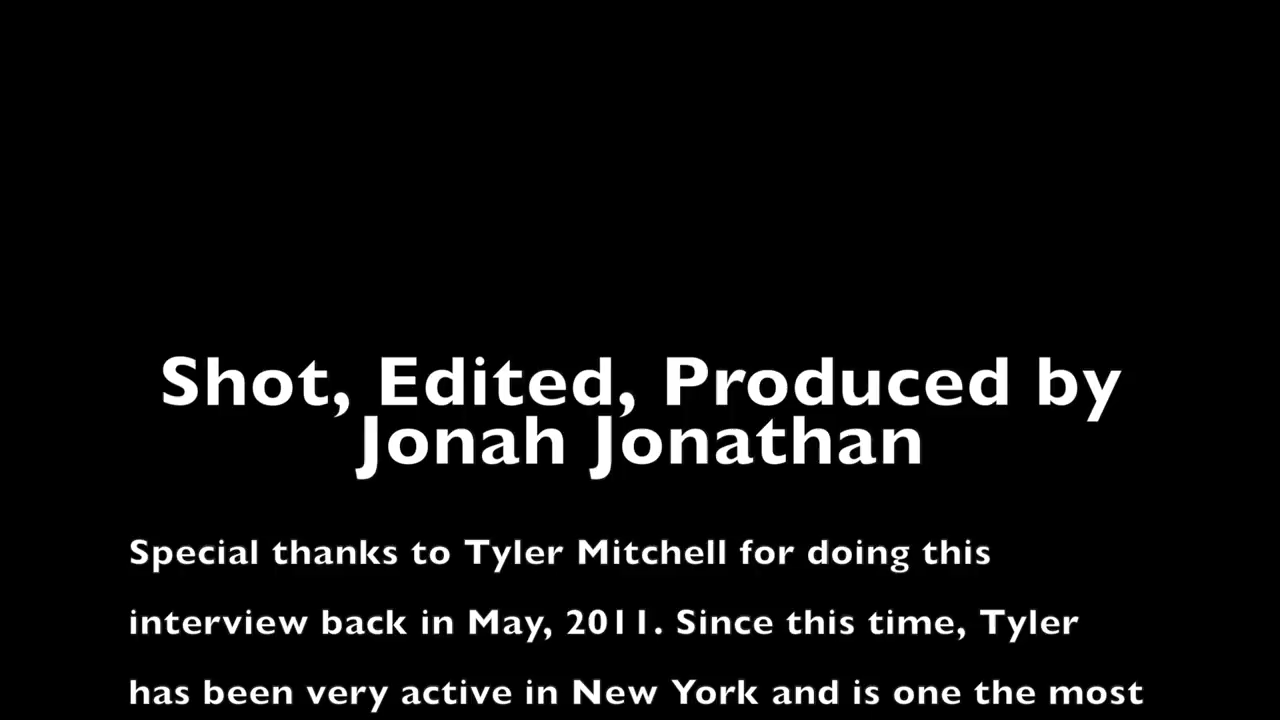 Shot, Edited, Produced by
Jonah Jonathan
Special thanks to Tyler Mitchell for doing this
interview back in May, 2011. Since this time, Tyler
has been very active in New York and is one the most